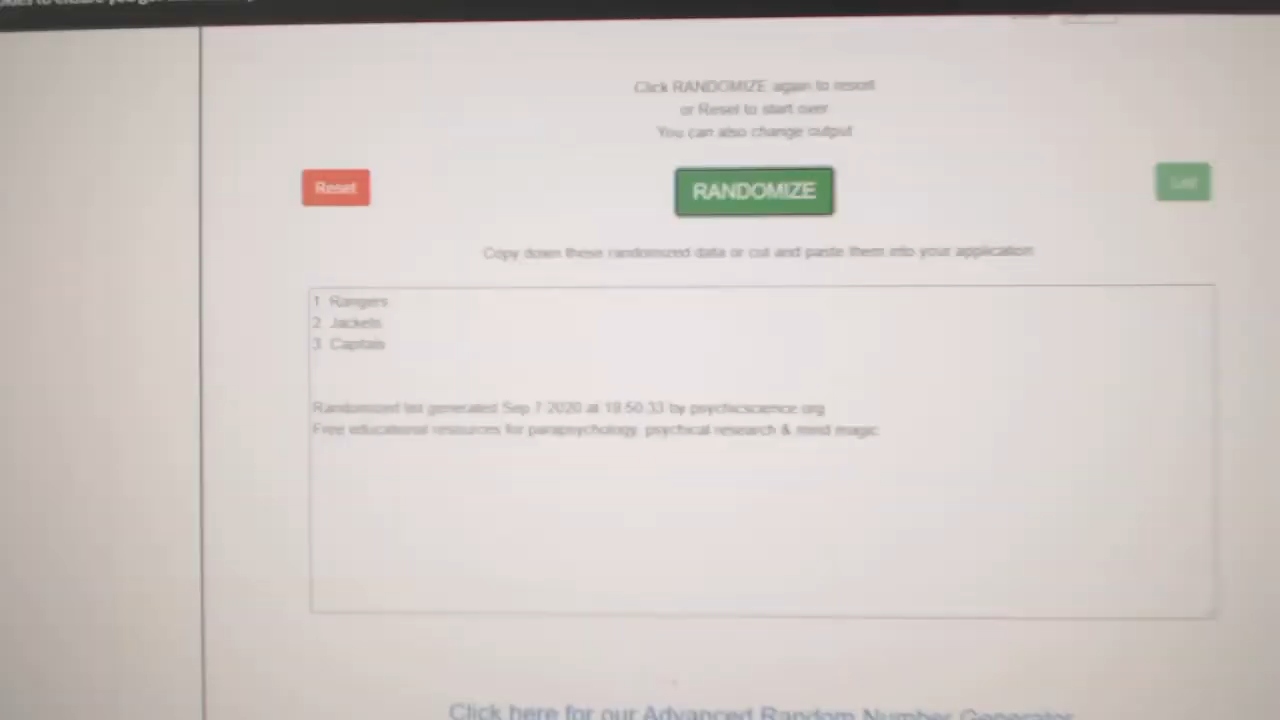 Click RANDOMIZE again to resort
or Reset to start over
You can also change output
Reset
RANDOMIZE
List
Copy down these randomized data or cut and paste them into your application
1 Rangers
2 Jackets
3 Capitals
Randomized list generated Sep 7 2020 at 18:50:33 by psychicscience.org
Free educational resources for parapsychology, psychical research & mind magic
Click here for our Advanced Random Number Generator